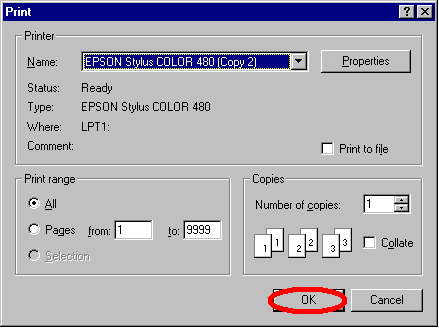 Print
Printer
Name: EPSON Stylus COLOR 480 (Copy 2) Properties
Status: Ready
Type: EPSON Stylus COLOR 480
Where: LPT1:
Comment: Print to file
Print range
All
Pages from: 1 to: 9999
Selection
Copies
Number of copies: 1
1 1 2 2 3 3 Collate
OK Cancel